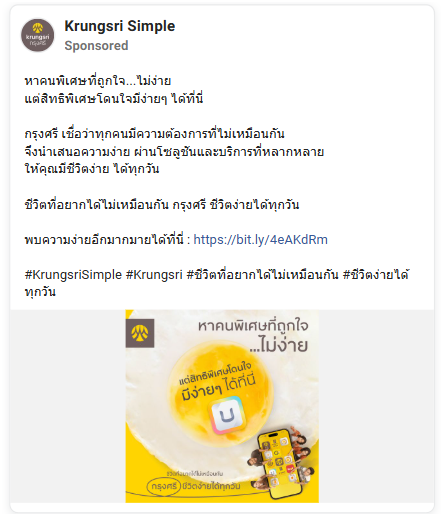 Krungsri Simple
Sponsored
krungsri
กรุงศรี
หาคนพิเศษที่ถูกใจ...ไม่ง่าย
แต่สิทธิพิเศษโดนใจมีง่ายๆ ได้ที่นี่
กรุงศรี เชื่อว่าทุกคนมีความต้องการที่ไม่เหมือนกัน
จึงนำเสนอความง่าย ผ่านโซลูชันและบริการที่หลากหลาย
ให้คุณมีชีวิตง่าย ได้ทุกวัน
ชีวิตที่อยากได้ไม่เหมือนกัน กรุงศรี ชีวิตง่ายได้ทุกวัน
พบความง่ายอีกมากมายได้ที่นี่ : https://bit.ly/4eAKdRm
#KrungsriSimple #Krungsri #ชีวิตที่อยากได้ไม่เหมือนกัน #ชีวิตง่ายได้
ทุกวัน
หาคนพิเศษที่ถูกใจ
...ไม่ง่าย
แต่สิทธิพิเศษโดนใจ
มีง่ายๆ ได้ที่นี่
U
ชีวิตที่อยากได้ไม่เหมือนกัน
กรุงศรี ชีวิตง่ายได้ทุกวัน